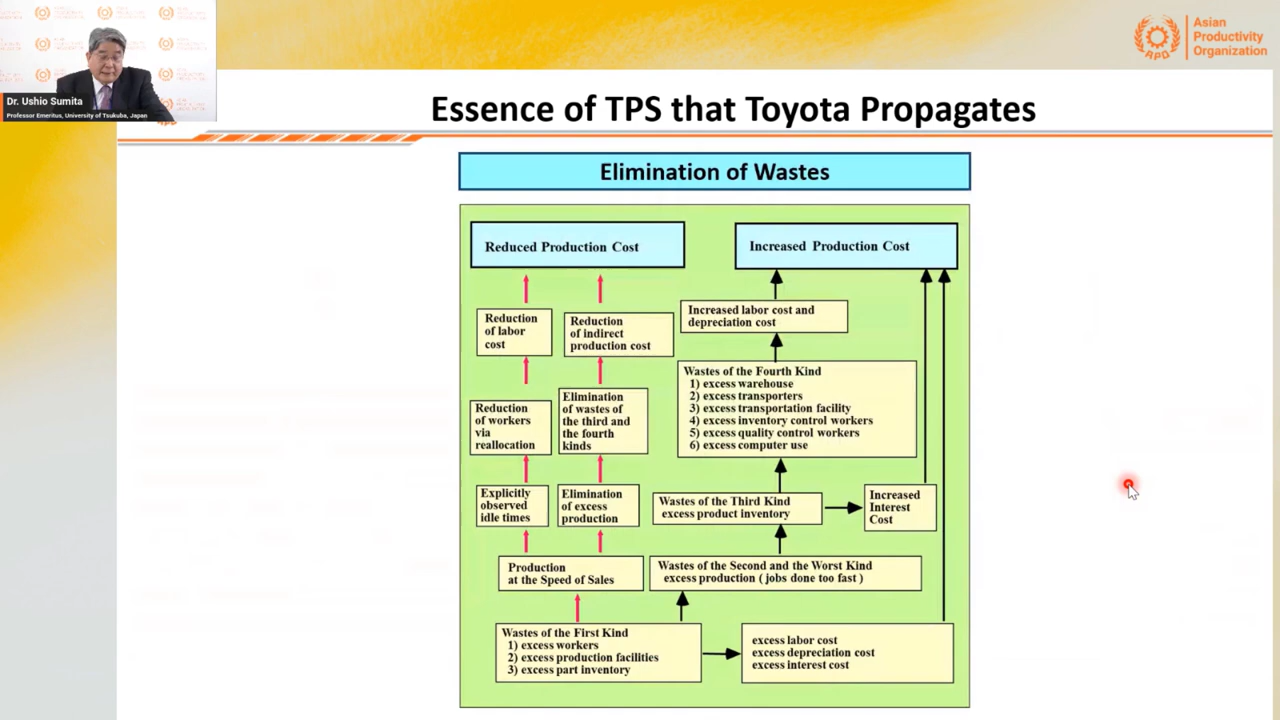 Dr. Ushio Sumita
Professor Emeritus, University of Tsukuba, Japan
APO
Asian
Productivity
Organization
Essence of TPS that Toyota Propagates
Elimination of Wastes
Reduced Production Cost
Increased Production Cost
Reduction
of labor
cost
Reduction
of indirect
production cost
Increased labor cost and
depreciation cost
Reduction
of workers
via
reallocation
Elimination
of wastes of
the third and
the fourth
kinds
Wastes of the Fourth Kind
1) excess warehouse
2) excess transporters
3) excess transportation facility
4) excess inventory control workers
5) excess quality control workers
6) excess computer use
Explicitly
observed
idle times
Elimination
of excess
production
Wastes of the Third Kind
excess product inventory
Increased
Interest
Cost
Production
at the Speed of Sales
Wastes of the Second and the Worst Kind
excess production ( jobs done too fast )
Wastes of the First Kind
1) excess workers
2) excess production facilities
3) excess part inventory
excess labor cost
excess depreciation cost
excess interest cost